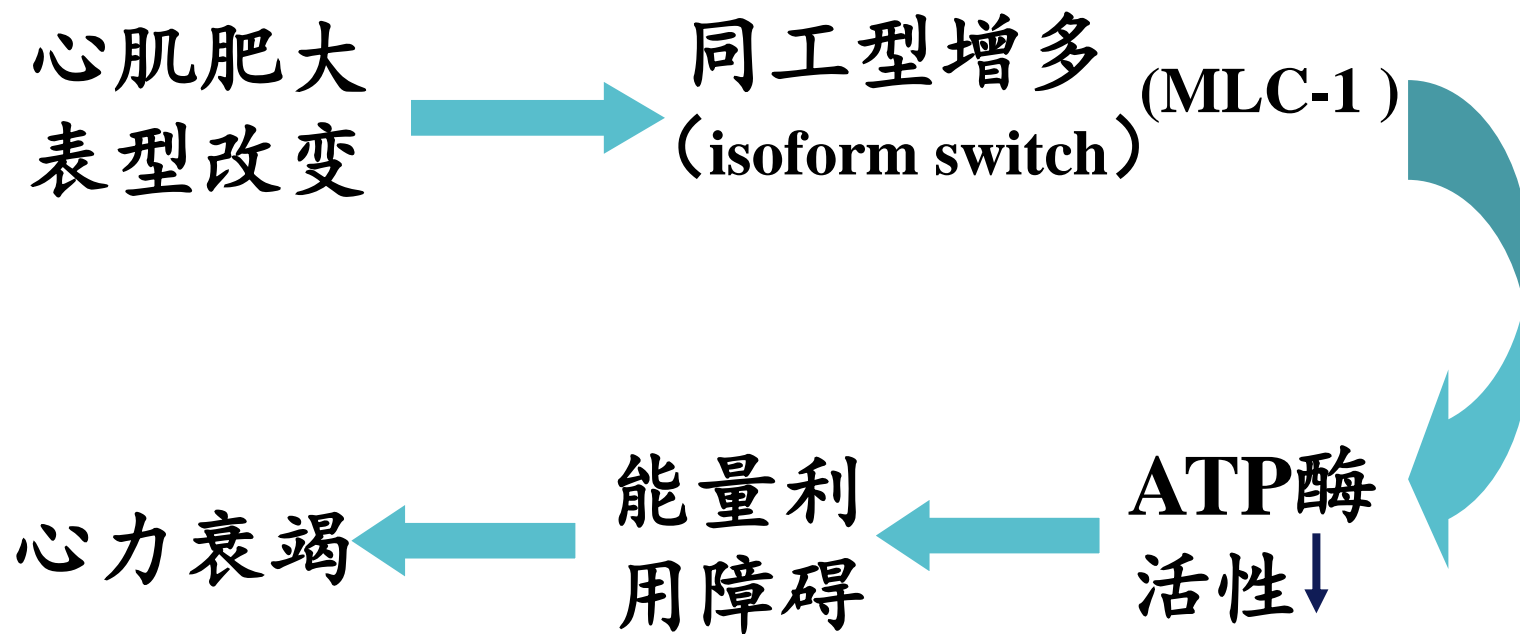 心肌肥大
表型改变
同工型增多
（isoform switch）
(MLC-1 )
ATP酶
活性↓
能量利
用障碍
心力衰竭